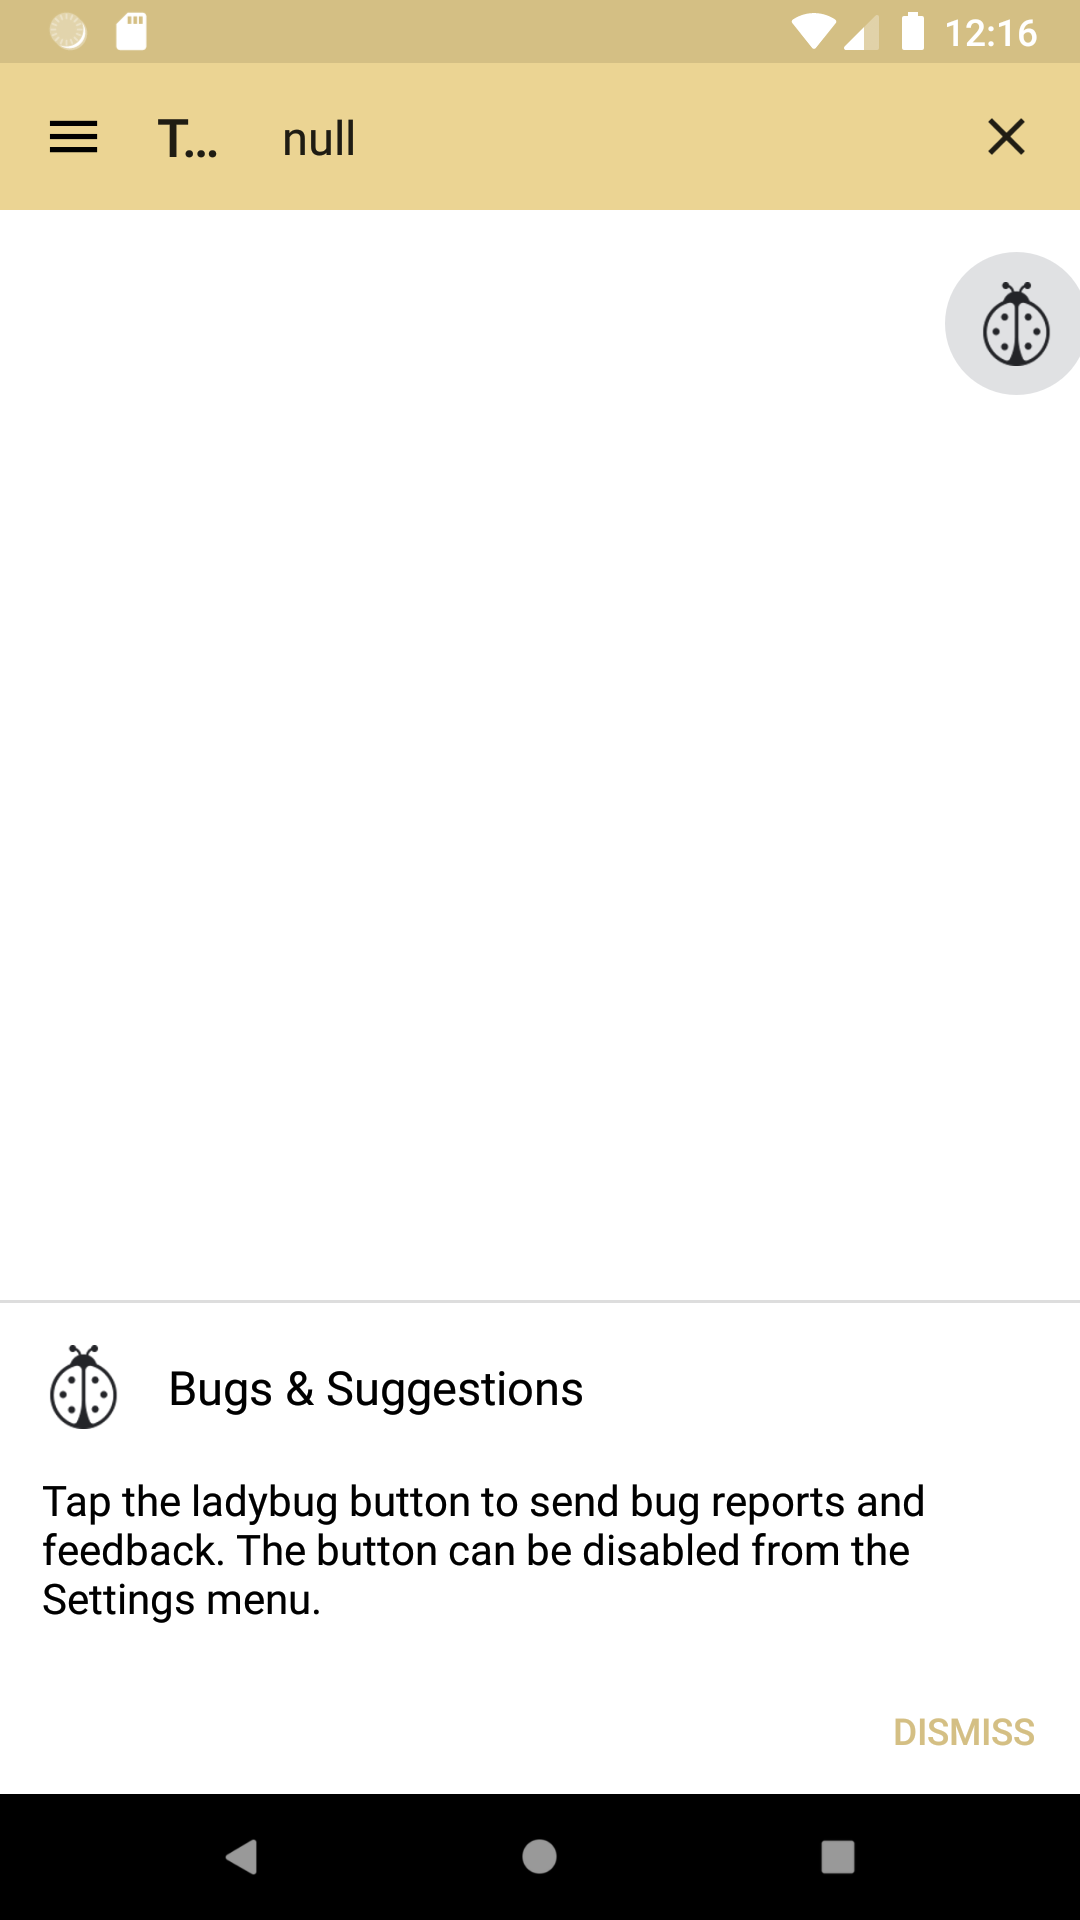 12:16
T... null
Bugs & Suggestions
Tap the ladybug button to send bug reports and
feedback. The button can be disabled from the
Settings menu.
DISMISS